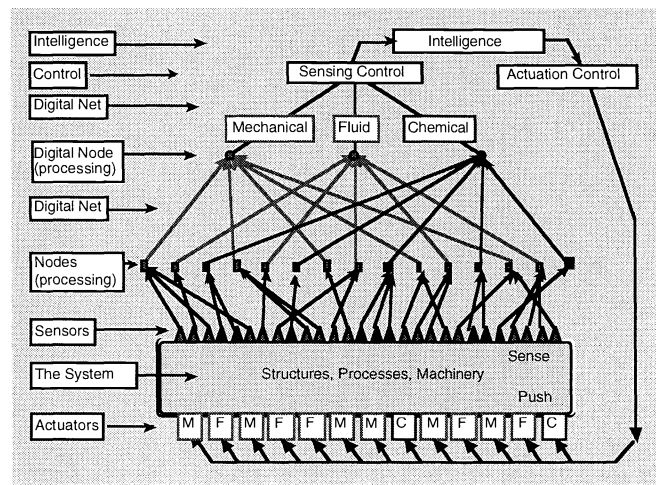 Intelligence
Intelligence
Control
Sensing Control
Actuation Control
Digital Net
Mechanical
Fluid
Chemical
Digital Node
(processing)
Digital Net
Nodes
(processing)
Sensors
Sense
The System
Structures, Processes, Machinery
Push
Actuators
M F M F F M M C M F M F C